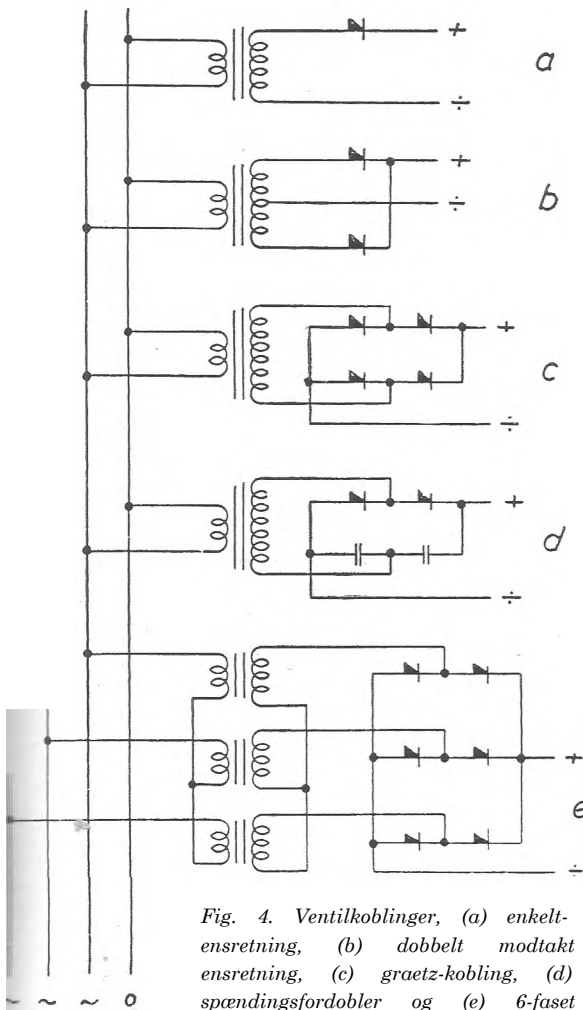 +
a
÷
+
÷
b
+
c
÷
+
d
÷
+
e
÷
Fig. 4. Ventilkoblinger, (a) enkelt-
ensretning, (b) dobbelt modtakt
ensretning, (c) graetz-kobling, (d)
spændingsfordobler og (e) 6-faset
~ ~ ~ 0